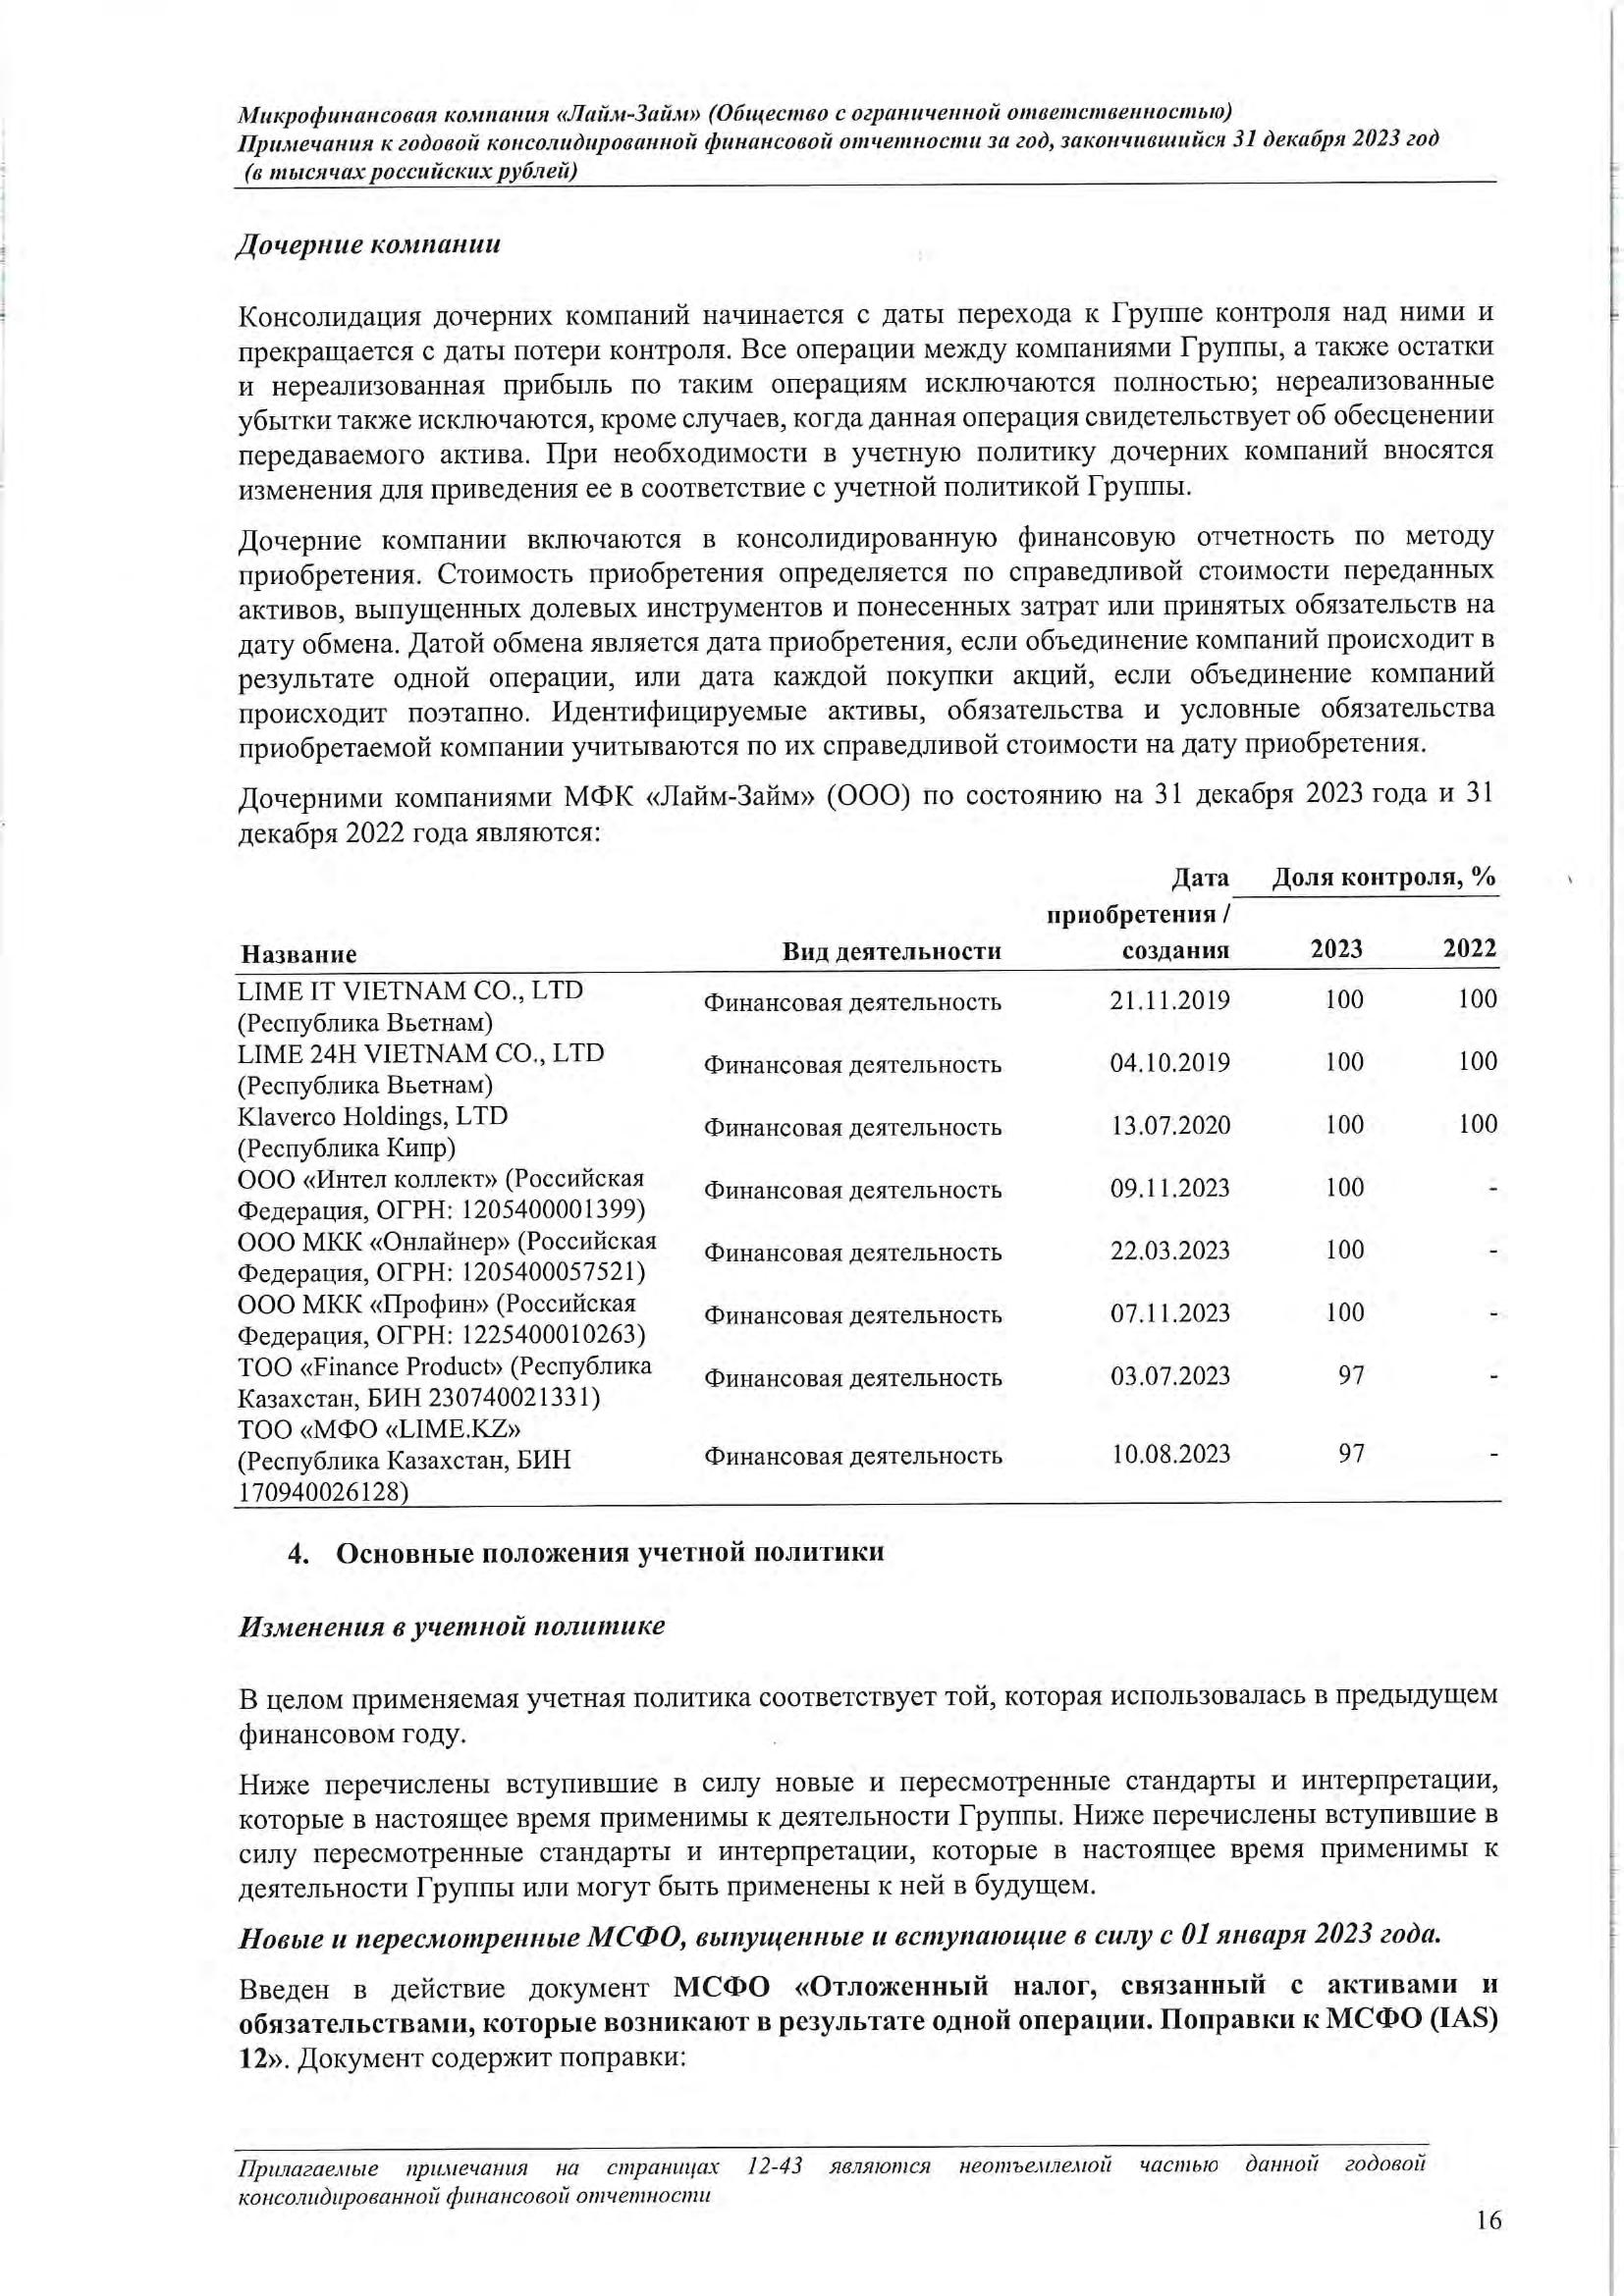 Микрофинансовая компания «Лайм-Займ» (Общество с ограниченной ответственностью)
Примечания к годовой консолидированной финансовой отчетности за год, закончившийся 31 декабря 2023 год
(в тысячах российских рублей)
Дочерние компании
Консолидация дочерних компаний начинается с даты перехода к Группе контроля над ними и
прекращается с даты потери контроля. Все операции между компаниями Группы, а также остатки
и нереализованная прибыль по таким операциям исключаются полностью; нереализованные
убытки также исключаются, кроме случаев, когда данная операция свидетельствует об обесценении
передаваемого актива. При необходимости в учетную политику дочерних компаний вносятся
изменения для приведения ее в соответствие с учетной политикой Группы.
Дочерние компании включаются в консолидированную финансовую отчетность по методу
приобретения. Стоимость приобретения определяется по справедливой стоимости переданных
активов, выпущенных долевых инструментов и понесенных затрат или принятых обязательств на
дату обмена. Датой обмена является дата приобретения, если объединение компаний происходит в
результате одной операции, или дата каждой покупки акций, если объединение компаний
происходит поэтапно. Идентифицируемые активы, обязательства и условные обязательства
приобретаемой компании учитываются по их справедливой стоимости на дату приобретения.
Дочерними компаниями МФК «Лайм-Займ» (ООО) по состоянию на 31 декабря 2023 года и 31
декабря 2022 года являются:
Дата Доля контроля, %
приобретения /
Название Вид деятельности создания 2023 2022
LIME IT VIETNAM CO., LTD
(Республика Вьетнам) Финансовая деятельность 21.11.2019 100 100
LIME 24H VIETNAM CO., LTD
(Республика Вьетнам) Финансовая деятельность 04.10.2019 100 100
Klaverco Holdings, LTD
(Республика Кипр) Финансовая деятельность 13.07.2020 100 100
ООО «Интел коллект» (Российская
Федерация, ОГРН: 1205400001399) Финансовая деятельность 09.11.2023 100 -
ООО МКК «Онлайнер» (Российская
Федерация, ОГРН: 1205400057521) Финансовая деятельность 22.03.2023 100 -
ООО МКК «Профин» (Российская
Федерация, ОГРН: 1225400010263) Финансовая деятельность 07.11.2023 100 -
ТОО «Finance Product» (Республика
Казахстан, БИН 230740021331) Финансовая деятельность 03.07.2023 97 -
ТОО «МФО «LIME.KZ»
(Республика Казахстан, БИН Финансовая деятельность 10.08.2023 97 -
170940026128)
4. Основные положения учетной политики
Изменения в учетной политике
В целом применяемая учетная политика соответствует той, которая использовалась в предыдущем
финансовом году.
Ниже перечислены вступившие в силу новые и пересмотренные стандарты и интерпретации,
которые в настоящее время применимы к деятельности Группы. Ниже перечислены вступившие в
силу пересмотренные стандарты и интерпретации, которые в настоящее время применимы к
деятельности Группы или могут быть применены к ней в будущем.
Новые и пересмотренные МСФО, выпущенные и вступающие в силу с 01 января 2023 года.
Введен в действие документ МСФО «Отложенный налог, связанный с активами и
обязательствами, которые возникают в результате одной операции. Поправки к МСФО (IAS)
12». Документ содержит поправки:
Прилагаемые примечания на страницах 12-43 являются неотъемлемой частью данной годовой
консолидированной финансовой отчетности
16